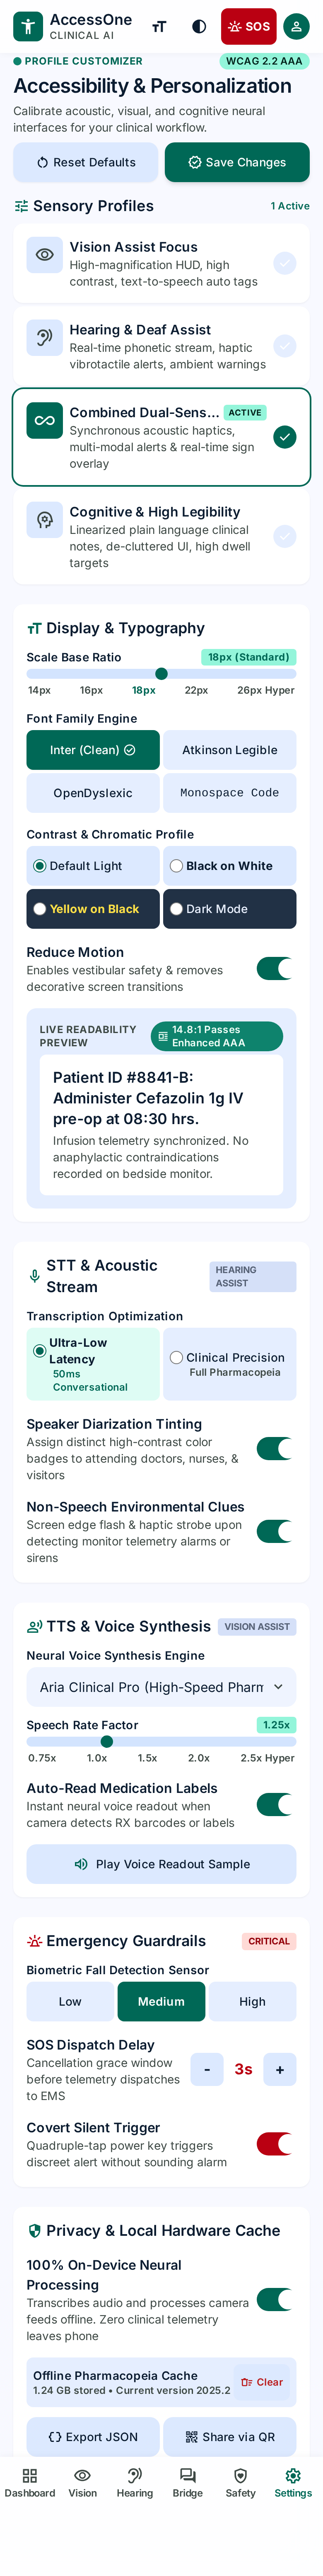 AccessOne
CLINICAL AI
SOS
PROFILE CUSTOMIZER
WCAG 2.2 AAA
Accessibility & Personalization
Calibrate acoustic, visual, and cognitive neural
interfaces for your clinical workflow.
Reset Defaults
Save Changes
Sensory Profiles
1 Active
Vision Assist Focus
High-magnification HUD, high
contrast, text-to-speech auto tags
Hearing & Deaf Assist
Real-time phonetic stream, haptic
vibrotactile alerts, ambient warnings
Combined Dual-Sens...
ACTIVE
Synchronous acoustic haptics,
multi-modal alerts & real-time sign
overlay
Cognitive & High Legibility
Linearized plain language clinical
notes, de-cluttered UI, high dwell
targets
Display & Typography
Scale Base Ratio
18px (Standard)
14px 16px 18px 22px 26px Hyper
Font Family Engine
Inter (Clean)
Atkinson Legible
OpenDyslexic
Monospace Code
Contrast & Chromatic Profile
Default Light
Black on White
Yellow on Black
Dark Mode
Reduce Motion
Enables vestibular safety & removes
decorative screen transitions
LIVE READABILITY
PREVIEW
14.8:1 Passes
Enhanced AAA
Patient ID #8841-B:
Administer Cefazolin 1g IV
pre-op at 08:30 hrs.
Infusion telemetry synchronized. No
anaphylactic contraindications
recorded on bedside monitor.
STT & Acoustic
Stream
HEARING
ASSIST
Transcription Optimization
Ultra-Low
Latency
50ms
Conversational
Clinical Precision
Full Pharmacopeia
Speaker Diarization Tinting
Assign distinct high-contrast color
badges to attending doctors, nurses, &
visitors
Non-Speech Environmental Clues
Screen edge flash & haptic strobe upon
detecting monitor telemetry alarms or
sirens
TTS & Voice Synthesis
VISION ASSIST
Neural Voice Synthesis Engine
Aria Clinical Pro (High-Speed Pharm
Speech Rate Factor
1.25x
0.75x 1.0x 1.5x 2.0x 2.5x Hyper
Auto-Read Medication Labels
Instant neural voice readout when
camera detects RX barcodes or labels
Play Voice Readout Sample
Emergency Guardrails
CRITICAL
Biometric Fall Detection Sensor
Low
Medium
High
SOS Dispatch Delay
Cancellation grace window
before telemetry dispatches
to EMS
- 3s +
Covert Silent Trigger
Quadruple-tap power key triggers
discreet alert without sounding alarm
Privacy & Local Hardware Cache
100% On-Device Neural
Processing
Transcribes audio and processes camera
feeds offline. Zero clinical telemetry
leaves phone
Offline Pharmacopeia Cache
1.24 GB stored • Current version 2025.2
Clear
Export JSON
Share via QR
Dashboard
Vision
Hearing
Bridge
Safety
Settings